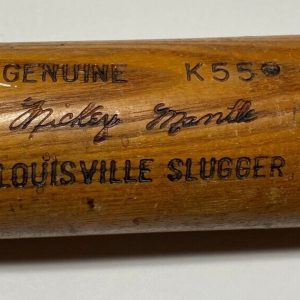 GENUINE K55
Mickey Mantle
LOUISVILLE SLUGGER